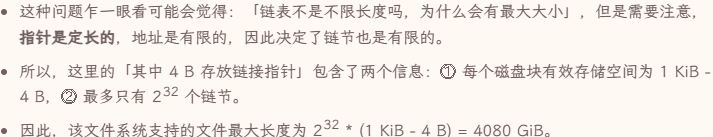 • 这种问题乍一眼看可能会觉得：「链表不是不限长度吗，为什么会有最大大小」，但是需要注意，
指针是定长的，地址是有限的，因此决定了链节也是有限的。
• 所以，这里的「其中 4 B 存放链接指针」包含了两个信息：① 每个磁盘块有效存储空间为 1 KiB -
4 B，② 最多只有 2^32 个链节。
• 因此，该文件系统支持的文件最大长度为 2^32 * (1 KiB - 4 B) = 4080 GiB。